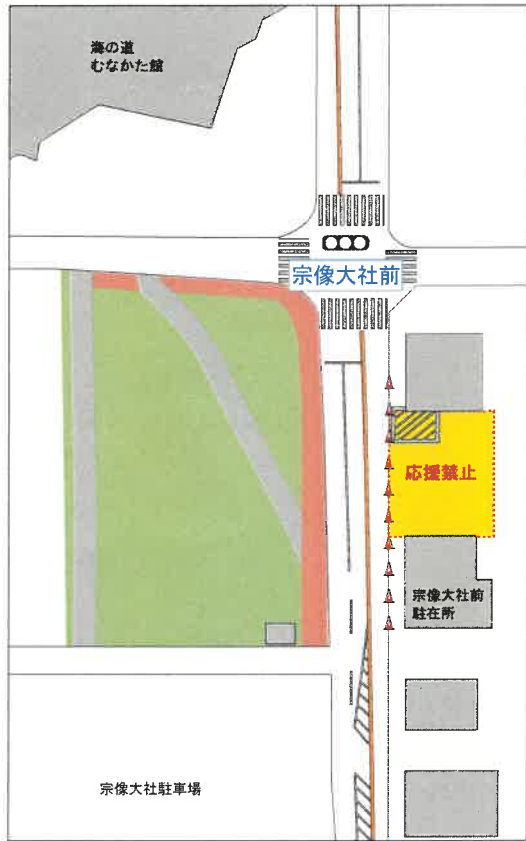 海の道
むなかた館
宗像大社前
応援禁止
宗像大社前
駐在所
宗像大社駐車場